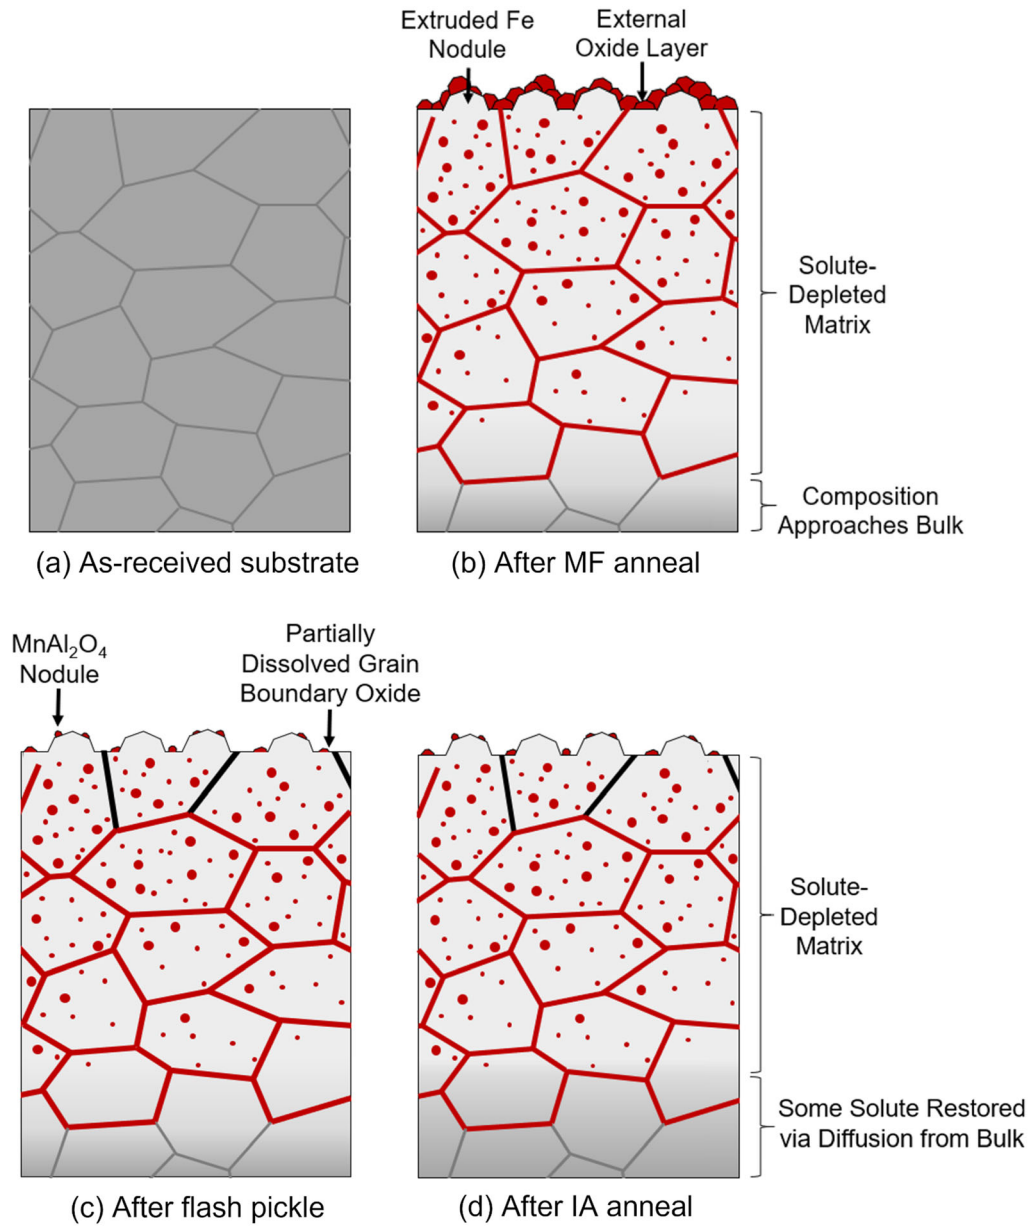 Extruded Fe
Nodule
External
Oxide Layer
Solute-
Depleted
Matrix
Composition
Approaches Bulk
(a) As-received substrate
(b) After MF anneal
MnAl₂O₄
Nodule
Partially
Dissolved Grain
Boundary Oxide
Solute-
Depleted
Matrix
Some Solute Restored
via Diffusion from Bulk
(c) After flash pickle
(d) After IA anneal